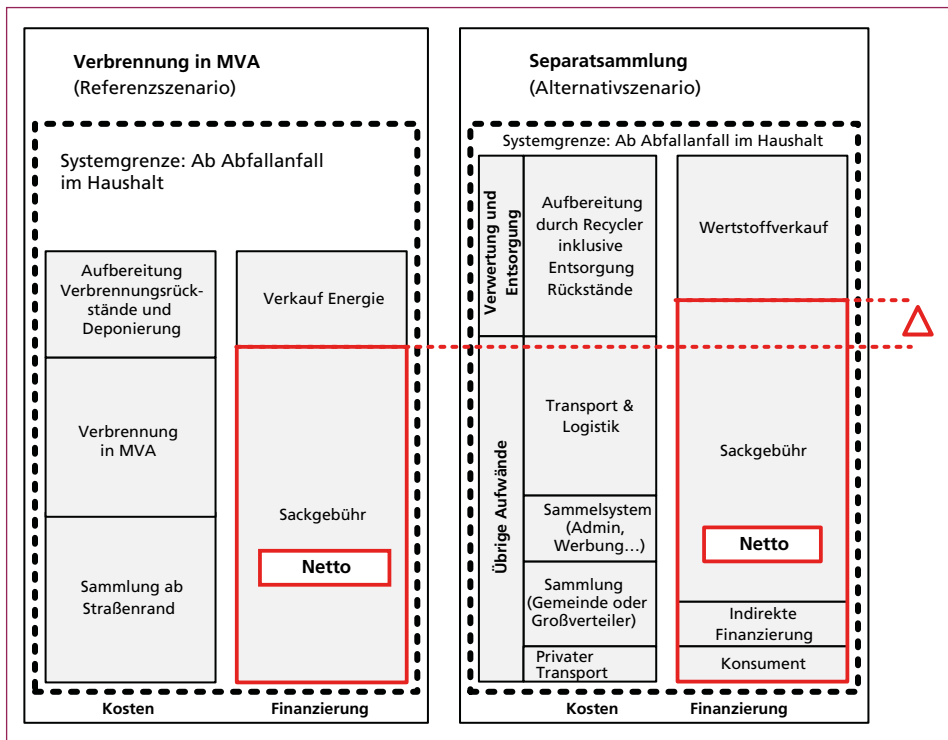 Verbrennung in MVA
(Referenzszenario)
Systemgrenze: Ab Abfallanfall
im Haushalt
Aufbereitung
Verbrennungsrück-
stände und
Deponierung
Verbrennung
in MVA
Sammlung ab
Straßenrand
Verkauf Energie
Sackgebühr
Netto
Kosten
Finanzierung
Separatsammlung
(Alternativszenario)
Systemgrenze: Ab Abfallanfall im Haushalt
Verwertung und
Entsorgung
Übrige Aufwände
Aufbereitung
durch Recycler
inklusive
Entsorgung
Rückstände
Transport &
Logistik
Sammelsystem
(Admin,
Werbung...)
Sammlung
(Gemeinde oder
Großverteiler)
Privater
Transport
Wertstoffverkauf
Sackgebühr
Netto
Indirekte
Finanzierung
Konsument
Kosten
Finanzierung
Δ